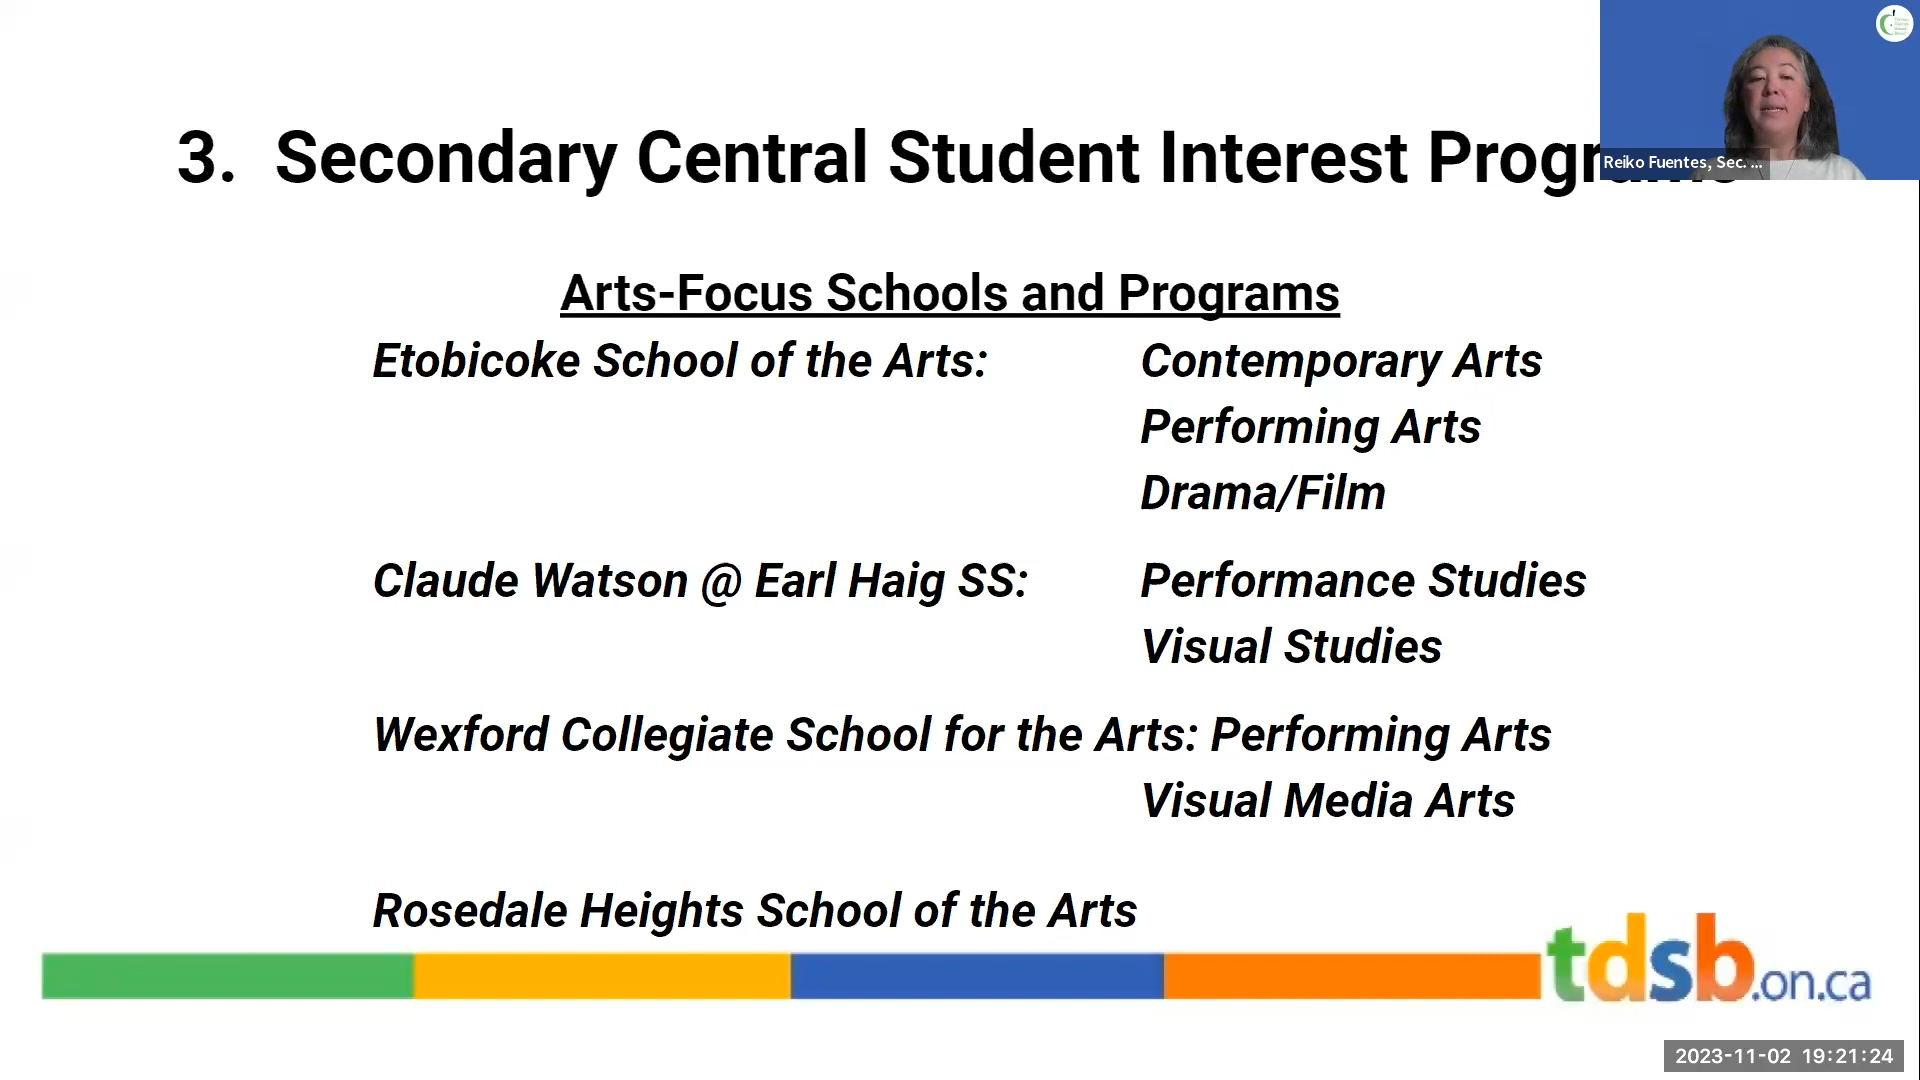 3. Secondary Central Student Interest
Reiko Fuentes, Sec. ...
Arts-Focus Schools and Programs
Etobicoke School of the Arts: Contemporary Arts
Performing Arts
Drama/Film
Claude Watson @ Earl Haig SS: Performance Studies
Visual Studies
Wexford Collegiate School for the Arts: Performing Arts
Visual Media Arts
Rosedale Heights School of the Arts
tdsb.on.ca
2023-11-02 19:21:24